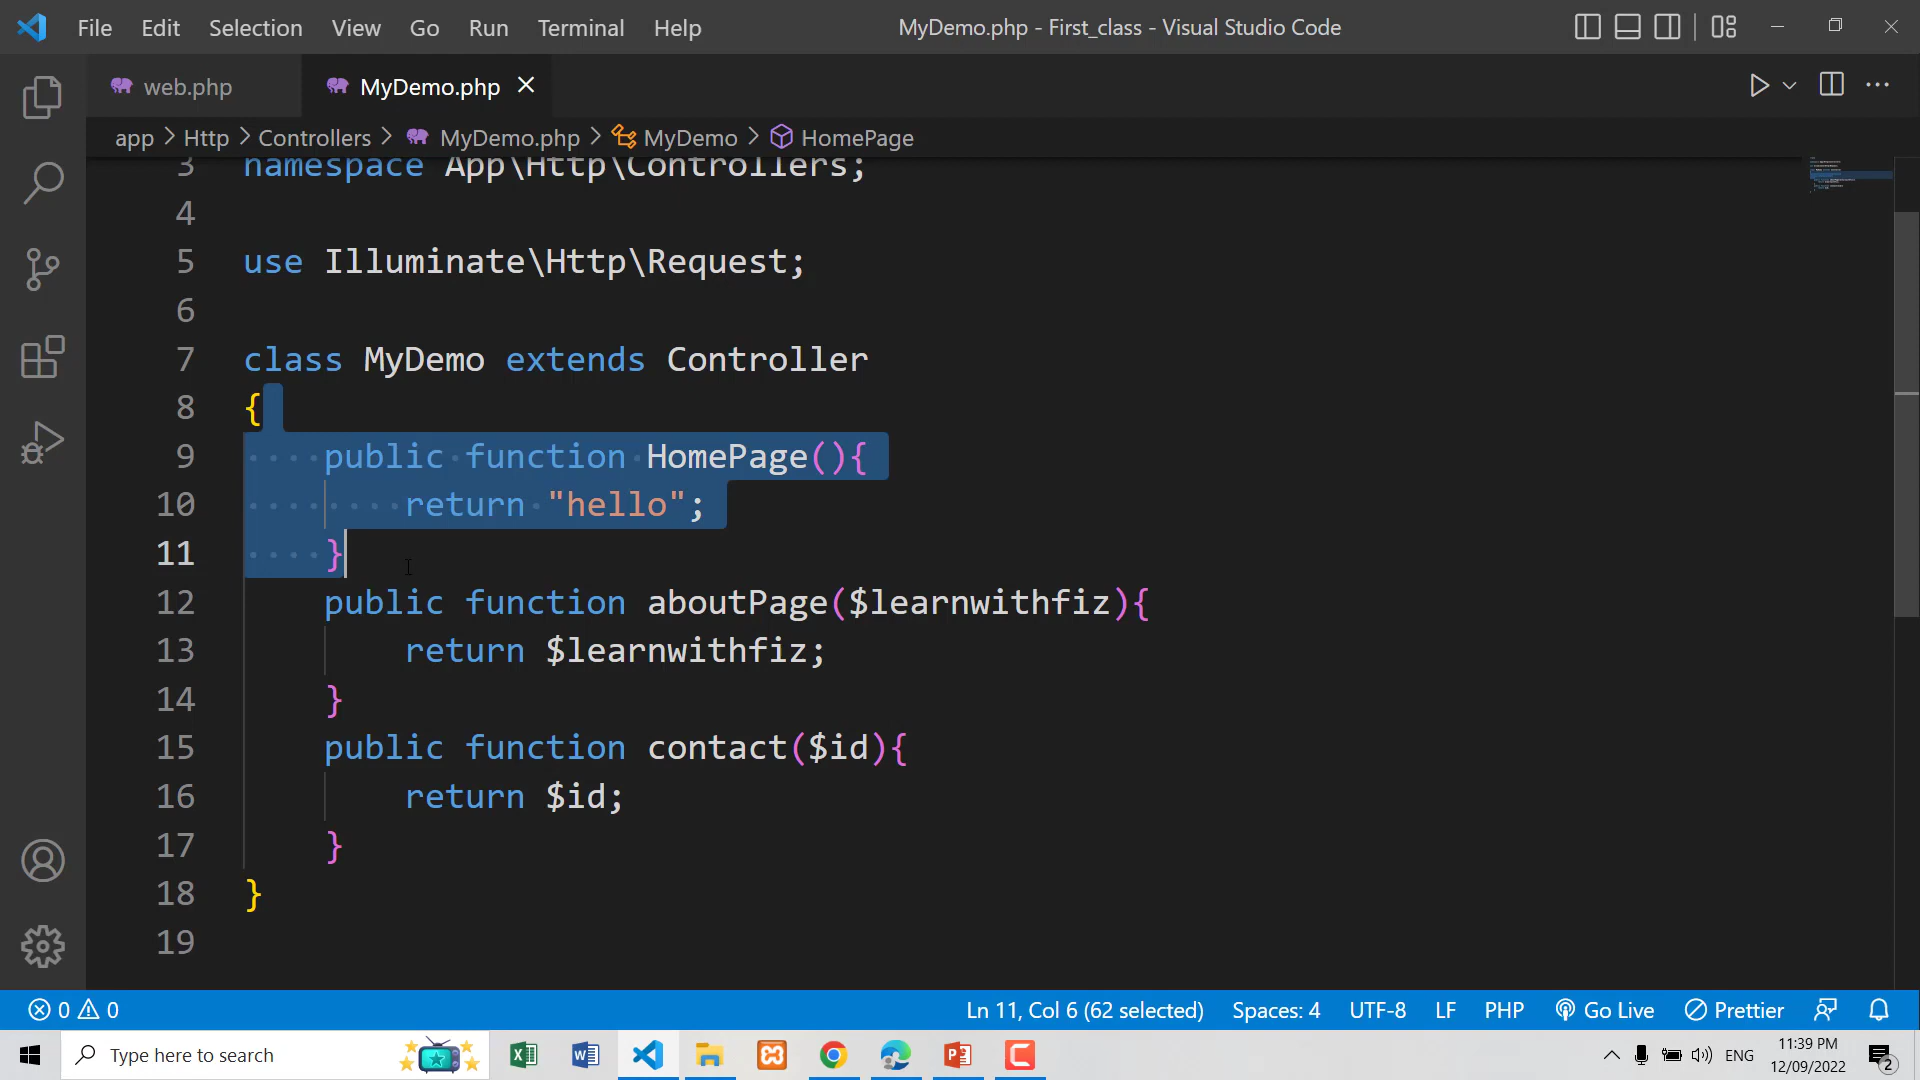 File Edit Selection View Go Run Terminal Help MyDemo.php - First_class - Visual Studio Code
web.php MyDemo.php
app > Http > Controllers > MyDemo.php > MyDemo > HomePage
3 namespace App\Http\Controllers;
4
5 use Illuminate\Http\Request;
6
7 class MyDemo extends Controller
8 {
9 public function HomePage(){
10 return "hello";
11 }
12 public function aboutPage($learnwithfiz){
13 return $learnwithfiz;
14 }
15 public function contact($id){
16 return $id;
17 }
18 }
19
0 0 Ln 11, Col 6 (62 selected) Spaces: 4 UTF-8 LF PHP Go Live Prettier
Type here to search ENG 11:39 PM
12/09/2022 2